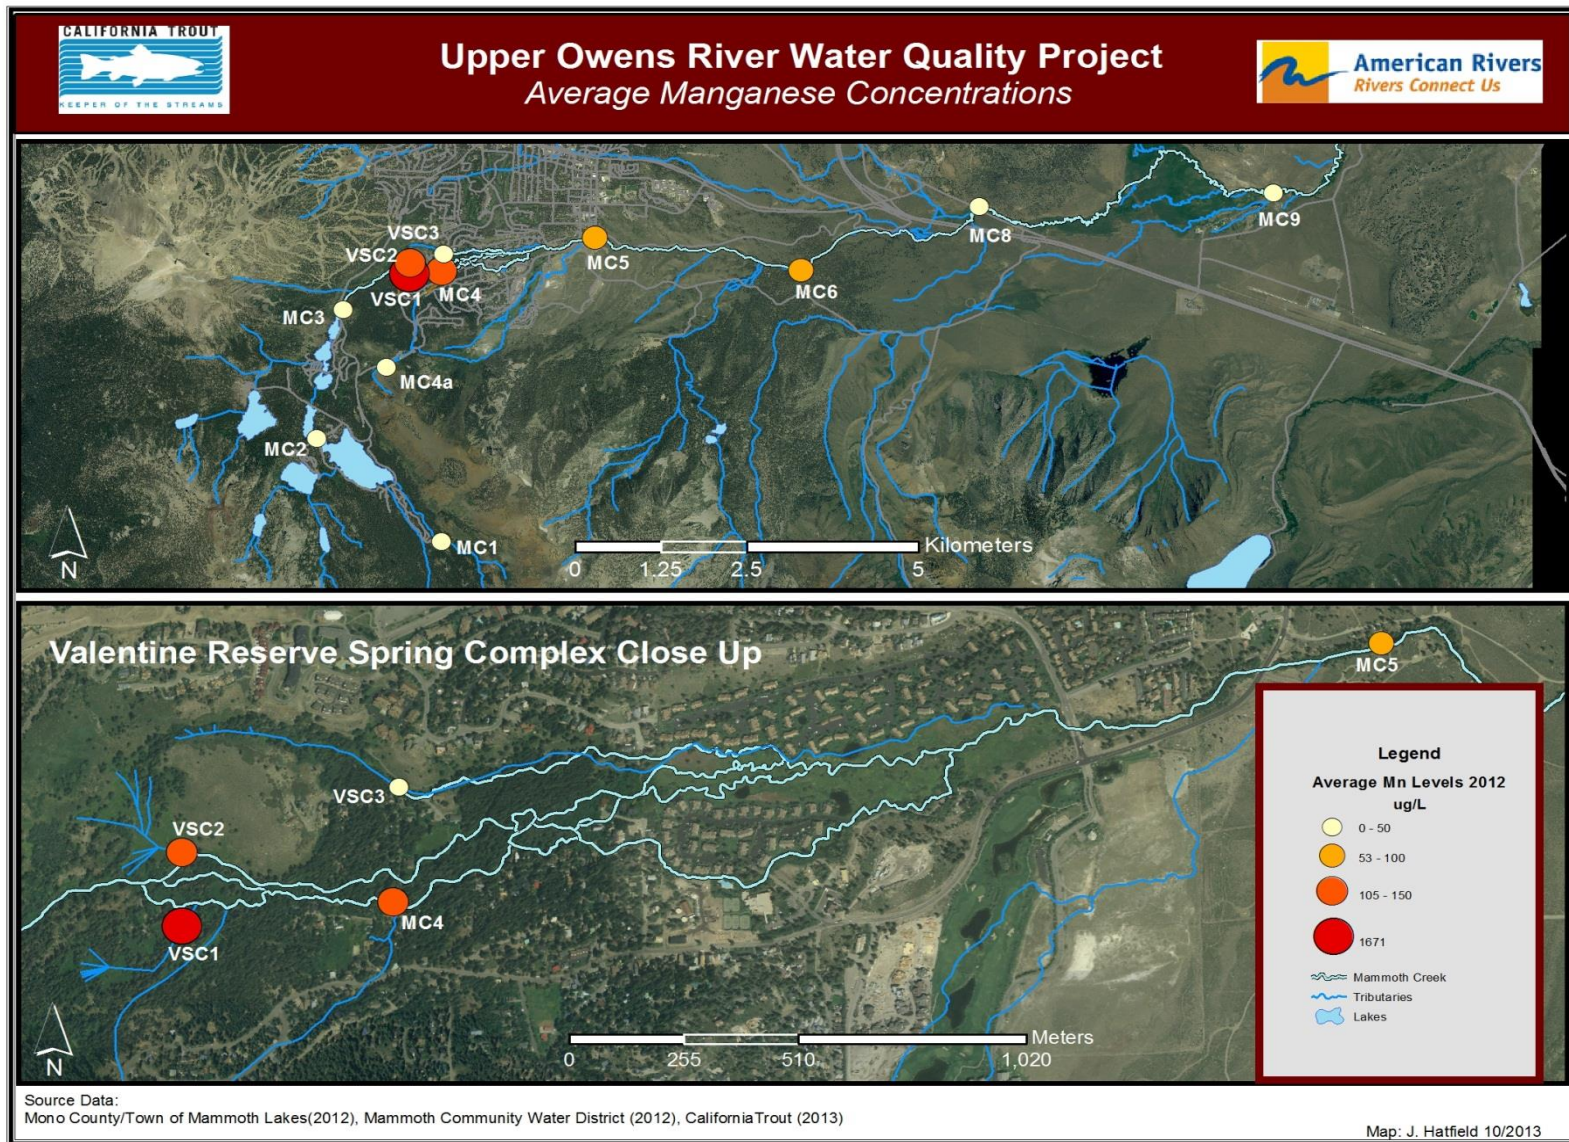 CALIFORNIA TROUT
KEEPER OF THE STREAMS
Upper Owens River Water Quality Project
Average Manganese Concentrations
American Rivers
Rivers Connect Us
MC9
MC8
VSC3
VSC2
MC5
VSC1
MC4
MC6
MC3
MC4a
MC2
MC1
Kilometers
0 1.25 2.5 5
N
Valentine Reserve Spring Complex Close Up
MC5
VSC3
VSC2
MC4
VSC1
Legend
Average Mn Levels 2012
ug/L
0 - 50
53 - 100
105 - 150
1671
Mammoth Creek
Tributaries
Lakes
Meters
0 255 510 1,020
N
Source Data:
Mono County/Town of Mammoth Lakes(2012), Mammoth Community Water District (2012), CaliforniaTrout (2013)
Map: J. Hatfield 10/2013